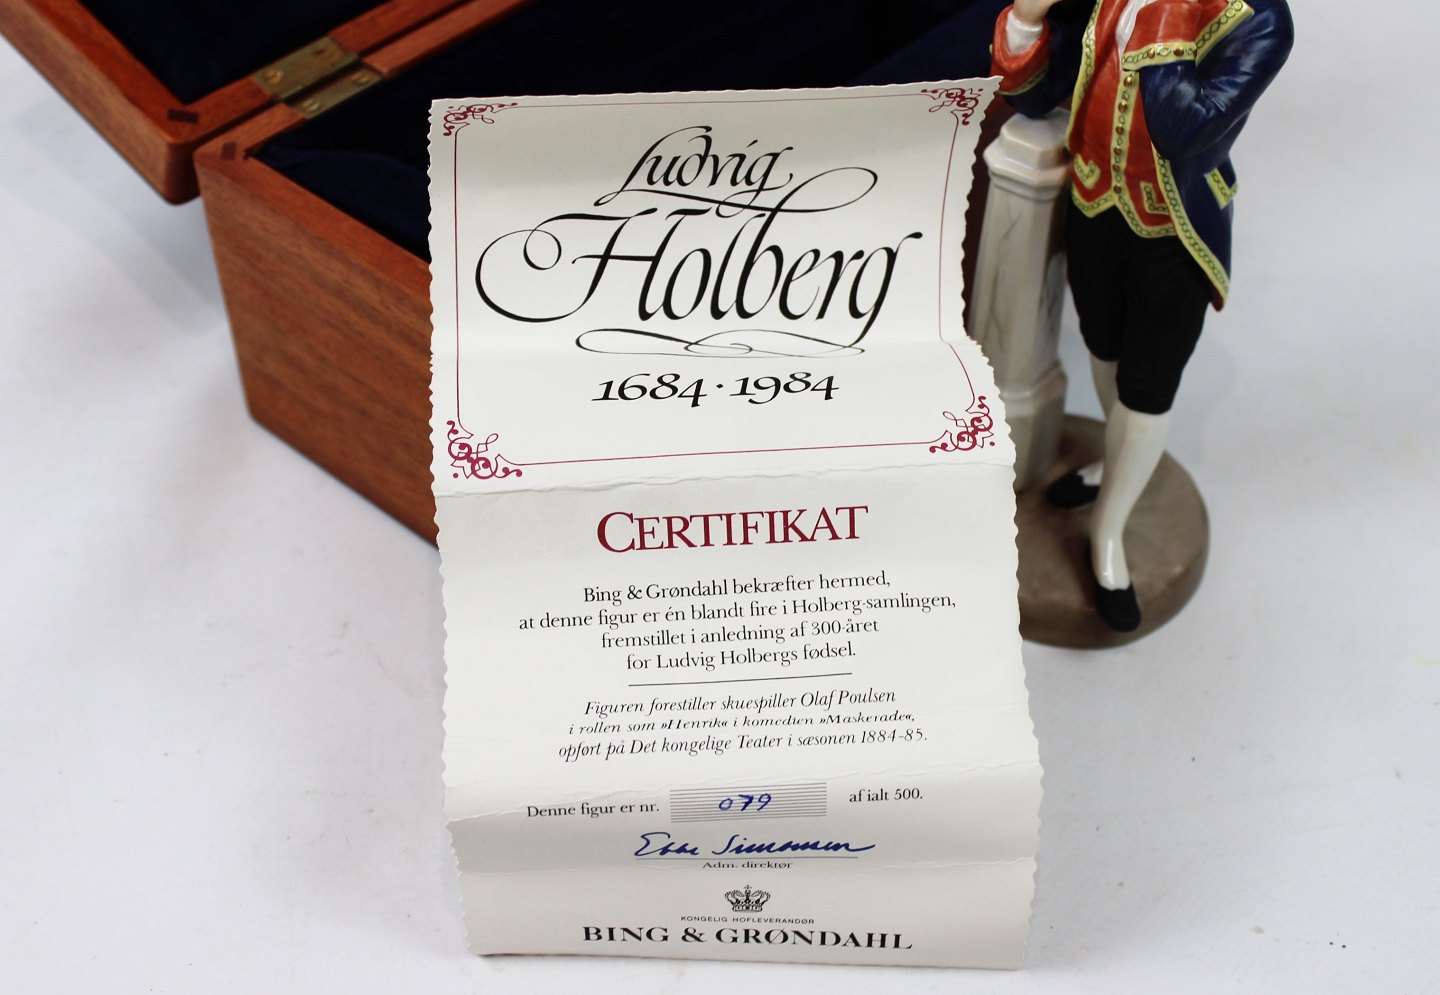 Ludvig
Holberg
1684 · 1984
CERTIFIKAT
Bing & Grøndahl bekræfter hermed,
at denne figur er én blandt fire i Holberg-samlingen,
fremstillet i anledning af 300-året
for Ludvig Holbergs fødsel.
Figuren forestiller skuespiller Olaf Poulsen
i rollen som »Henrik« i komedien »Maskerade«,
opført på Det kongelige Teater i sæsonen 1884-85.
Denne figur er nr. 079 af ialt 500.
Ebbe Simonsen
Adm. direktør
KONGELIG HOFLEVERANDØR
BING & GRØNDAHL